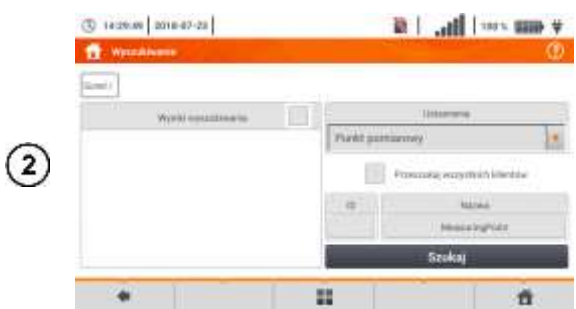 14:29:49 2018-07-23 100%
Wyszukiwanie
2
Wyniki wyszukiwania
Ustawienia
Punkt pomiarowy
Przeszukaj wszystkich klientów
ID Nazwa
MeasuringPoint
Szukaj